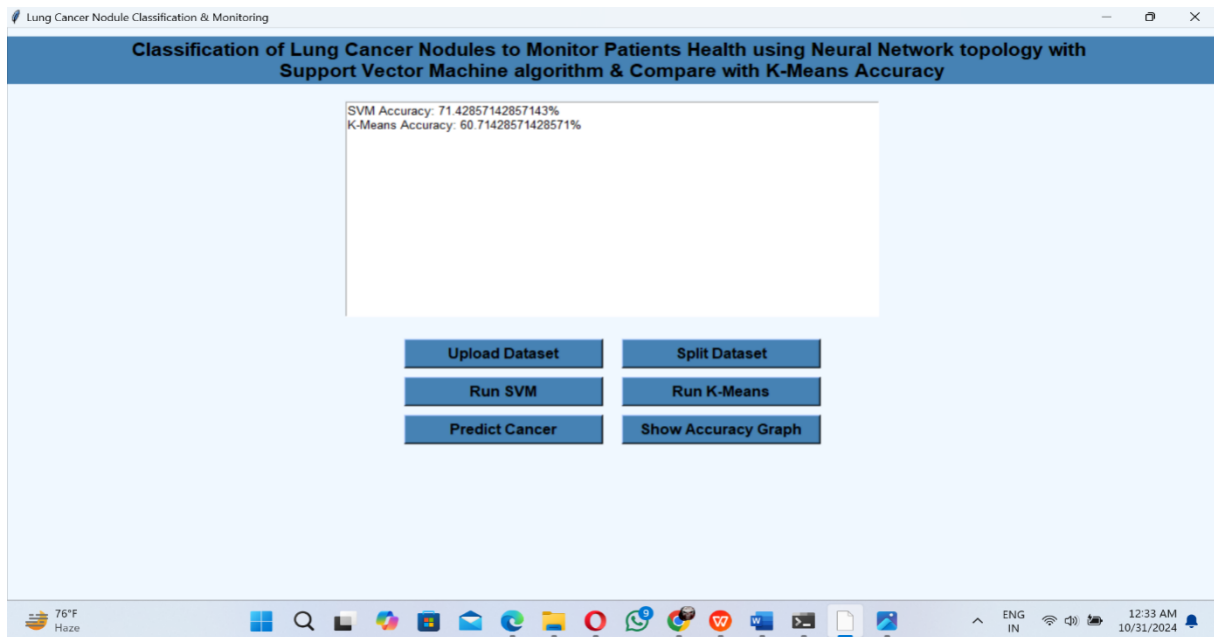 Lung Cancer Nodule Classification & Monitoring
Classification of Lung Cancer Nodules to Monitor Patients Health using Neural Network topology with
Support Vector Machine algorithm & Compare with K-Means Accuracy
SVM Accuracy: 71.42857142857143%
K-Means Accuracy: 60.71428571428571%
Upload Dataset
Split Dataset
Run SVM
Run K-Means
Predict Cancer
Show Accuracy Graph
76°F
Haze
9
ENG
IN
12:33 AM
10/31/2024